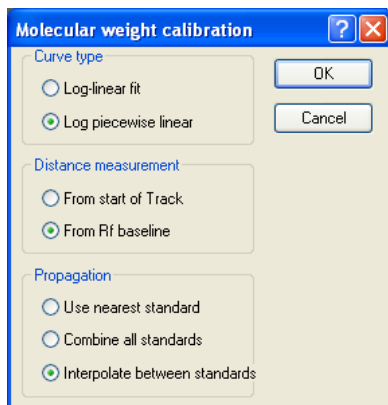 Molecular weight calibration
Curve type
Log-linear fit
Log piecewise linear
OK
Cancel
Distance measurement
From start of Track
From Rf baseline
Propagation
Use nearest standard
Combine all standards
Interpolate between standards